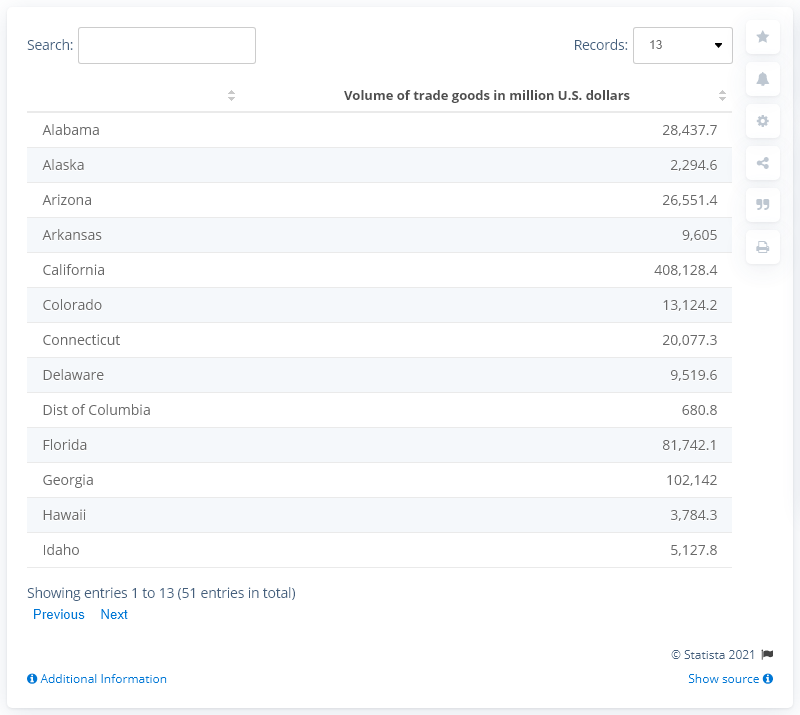 Search: Records: 13
Volume of trade goods in million U.S. dollars
Alabama 28,437.7
Alaska 2,294.6
Arizona 26,551.4
Arkansas 9,605
California 408,128.4
Colorado 13,124.2
Connecticut 20,077.3
Delaware 9,519.6
Dist of Columbia 680.8
Florida 81,742.1
Georgia 102,142
Hawaii 3,784.3
Idaho 5,127.8
Showing entries 1 to 13 (51 entries in total)
Previous Next
© Statista 2021
Additional Information Show source